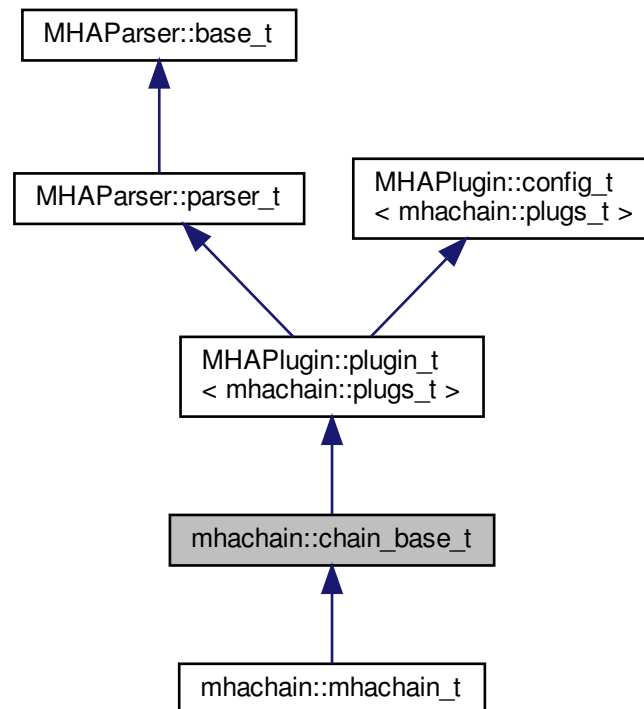 MHAParser::base_t
MHAParser::parser_t
MHAPlugin::config_t
< mhachain::plugs_t >
MHAPlugin::plugin_t
< mhachain::plugs_t >
mhachain::chain_base_t
mhachain::mhachain_t